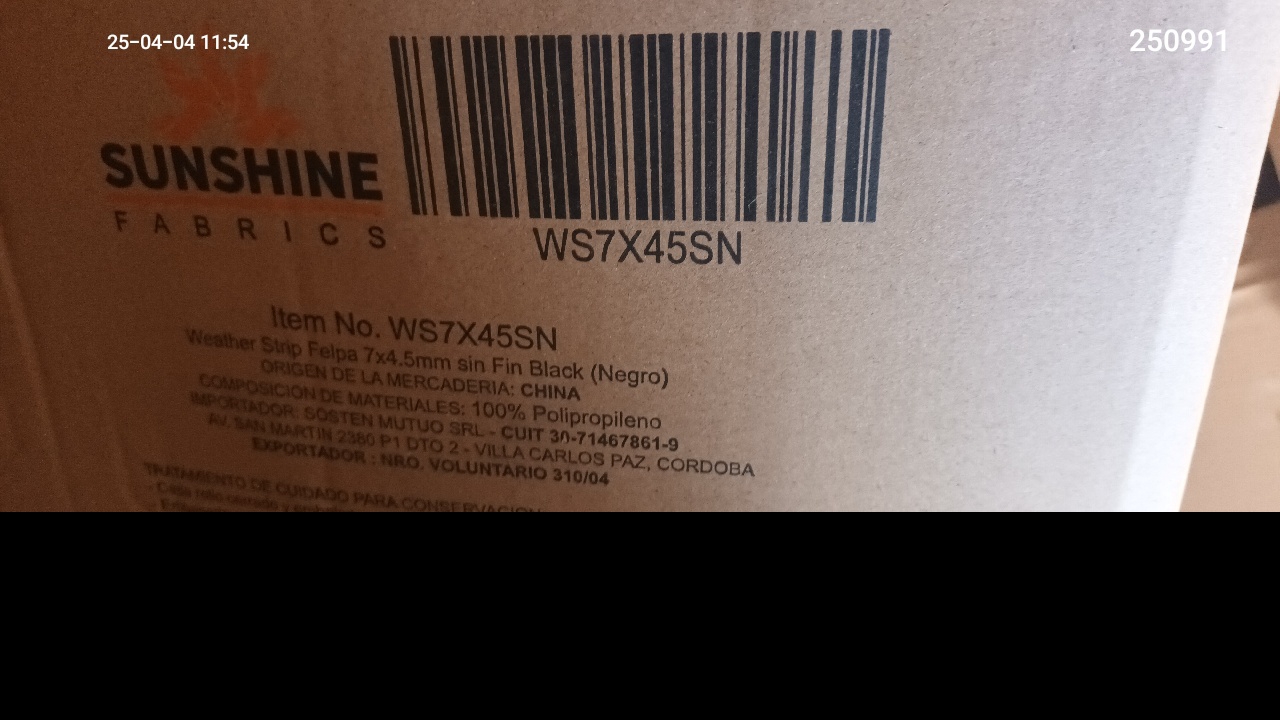 25-04-04 11:54
250991
SUNSHINE
FABRICS
WS7X45SN
Item No. WS7X45SN
Weather Strip Felpa 7x4.5mm sin Fin Black (Negro)
ORIGEN DE LA MERCADERIA: CHINA
COMPOSICION DE MATERIALES: 100% Polipropileno
IMPORTADOR: SOSTEN MUTUO SRL - CUIT 30-71467861-9
AV. SAN MARTIN 2380 P1 DTO 2 - VILLA CARLOS PAZ, CORDOBA
EXPORTADOR : NRO. VOLUNTARIO 310/04
TRATAMIENTO DE CUIDADO PARA CONSERVACION
- Cada rollo cerrado y